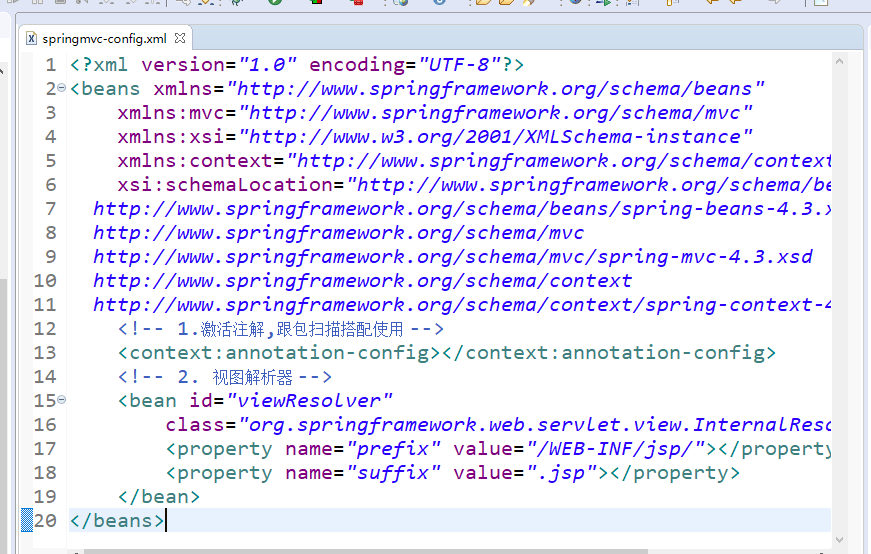 springmvc-config.xml
1 <?xml version="1.0" encoding="UTF-8"?>
2 <beans xmlns="http://www.springframework.org/schema/beans"
3 xmlns:mvc="http://www.springframework.org/schema/mvc"
4 xmlns:xsi="http://www.w3.org/2001/XMLSchema-instance"
5 xmlns:context="http://www.springframework.org/schema/context
6 xsi:schemaLocation="http://www.springframework.org/schema/be
7 http://www.springframework.org/schema/beans/spring-beans-4.3.x
8 http://www.springframework.org/schema/mvc
9 http://www.springframework.org/schema/mvc/spring-mvc-4.3.xsd
10 http://www.springframework.org/schema/context
11 http://www.springframework.org/schema/context/spring-context-4
12 <!-- 1.激活注解,跟包扫描搭配使用 -->
13 <context:annotation-config></context:annotation-config>
14 <!-- 2. 视图解析器 -->
15 <bean id="viewResolver"
16 class="org.springframework.web.servlet.view.InternalReso
17 <property name="prefix" value="/WEB-INF/jsp/"></property
18 <property name="suffix" value=".jsp"></property>
19 </bean>
20 </beans>